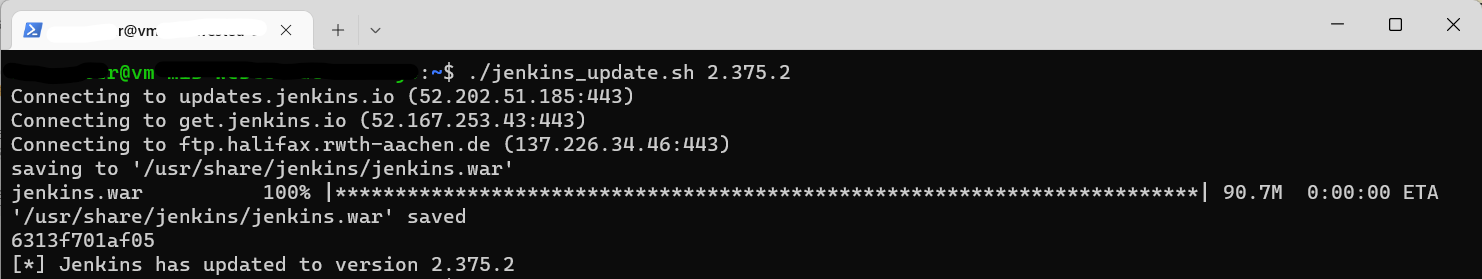 r@vm
r@vm :~$ ./jenkins_update.sh 2.375.2
Connecting to updates.jenkins.io (52.202.51.185:443)
Connecting to get.jenkins.io (52.167.253.43:443)
Connecting to ftp.halifax.rwth-aachen.de (137.226.34.46:443)
saving to '/usr/share/jenkins/jenkins.war'
jenkins.war          100% |************************************************************************| 90.7M  0:00:00 ETA
'/usr/share/jenkins/jenkins.war' saved
6313f701af05
[*] Jenkins has updated to version 2.375.2